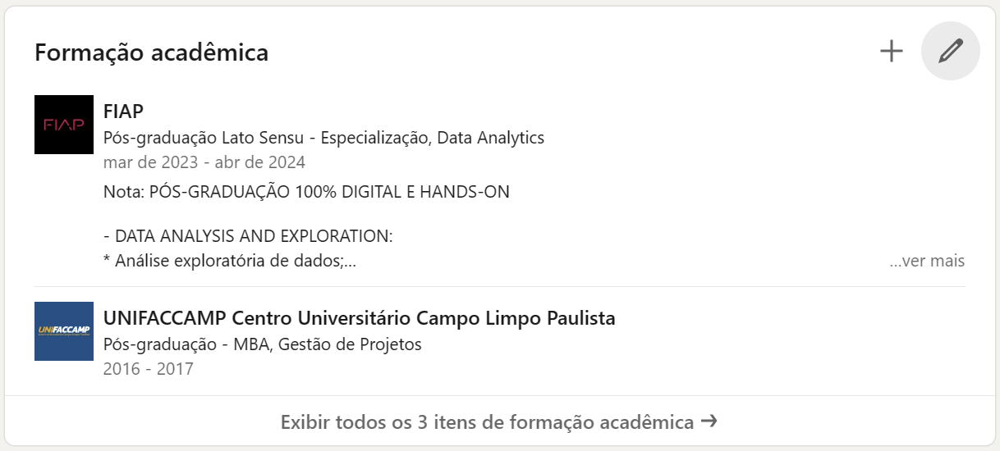 Formação acadêmica
FIAP
FIAP
Pós-graduação Lato Sensu - Especialização, Data Analytics
mar de 2023 - abr de 2024
Nota: PÓS-GRADUAÇÃO 100% DIGITAL E HANDS-ON
- DATA ANALYSIS AND EXPLORATION:
* Análise exploratória de dados;...
...ver mais
UNIFACCAMP
UNIFACCAMP Centro Universitário Campo Limpo Paulista
Pós-graduação - MBA, Gestão de Projetos
2016 - 2017
Exibir todos os 3 itens de formação acadêmica →